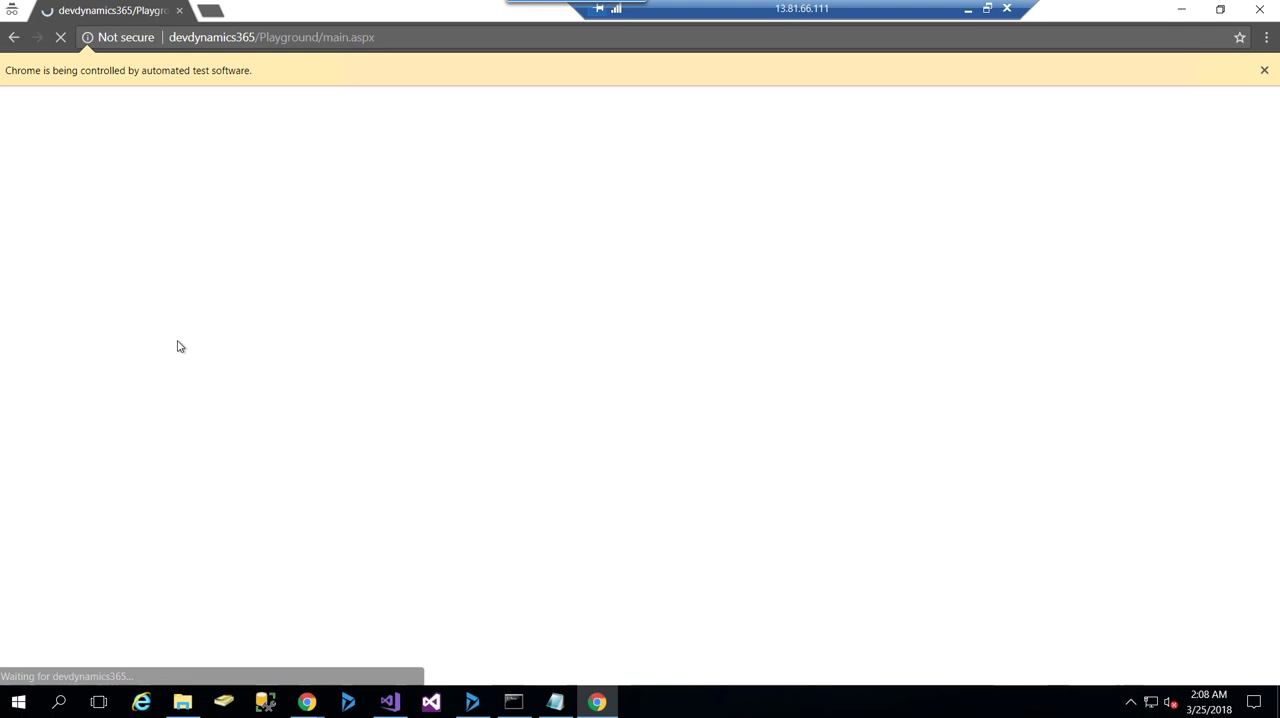 devdynamics365/Playgro
13.81.66.111
Not secure
devdynamics365/Playground/main.aspx
Chrome is being controlled by automated test software.
Waiting for devdynamics365...
2:08 AM
3/25/2018